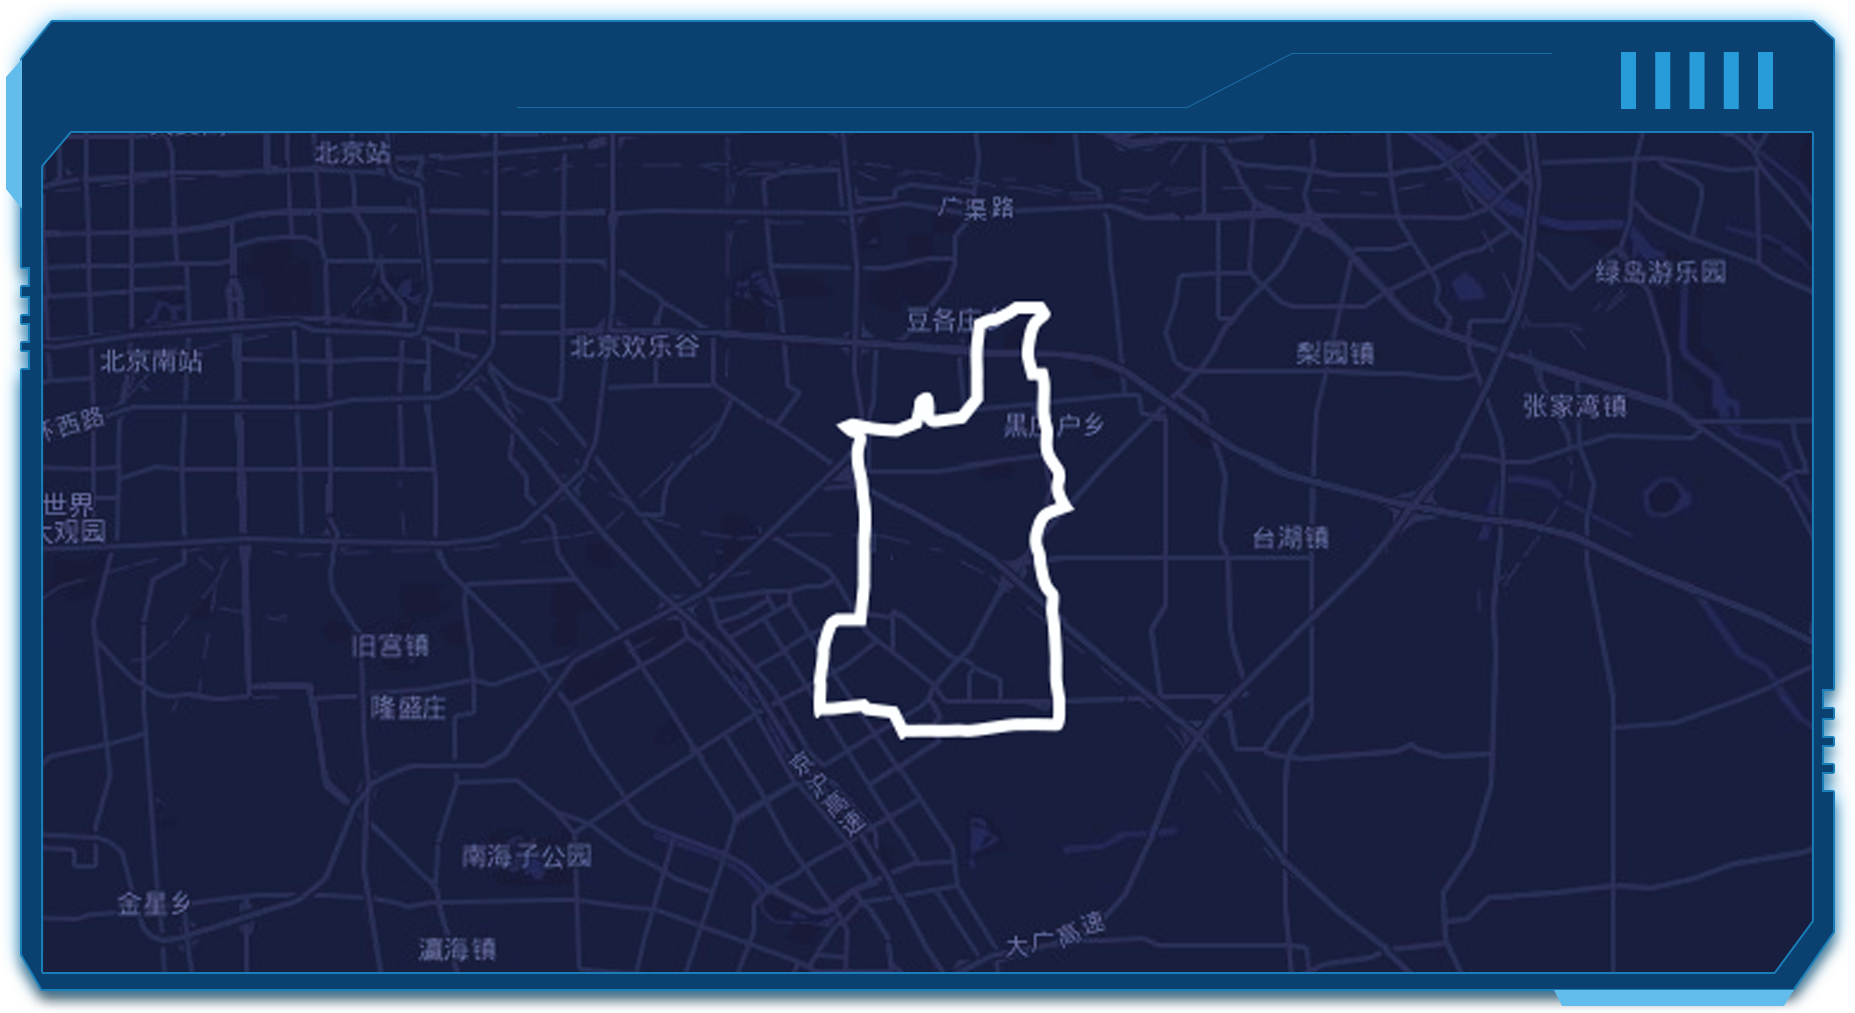 北京站
广渠路
绿岛游乐园
豆各庄
北京欢乐谷
梨园镇
北京南站
张家湾镇
环西路
黑庄户乡
世界
大观园
台湖镇
旧宫镇
隆盛庄
京沪高速
南海子公园
金星乡
大广高速
瀛海镇